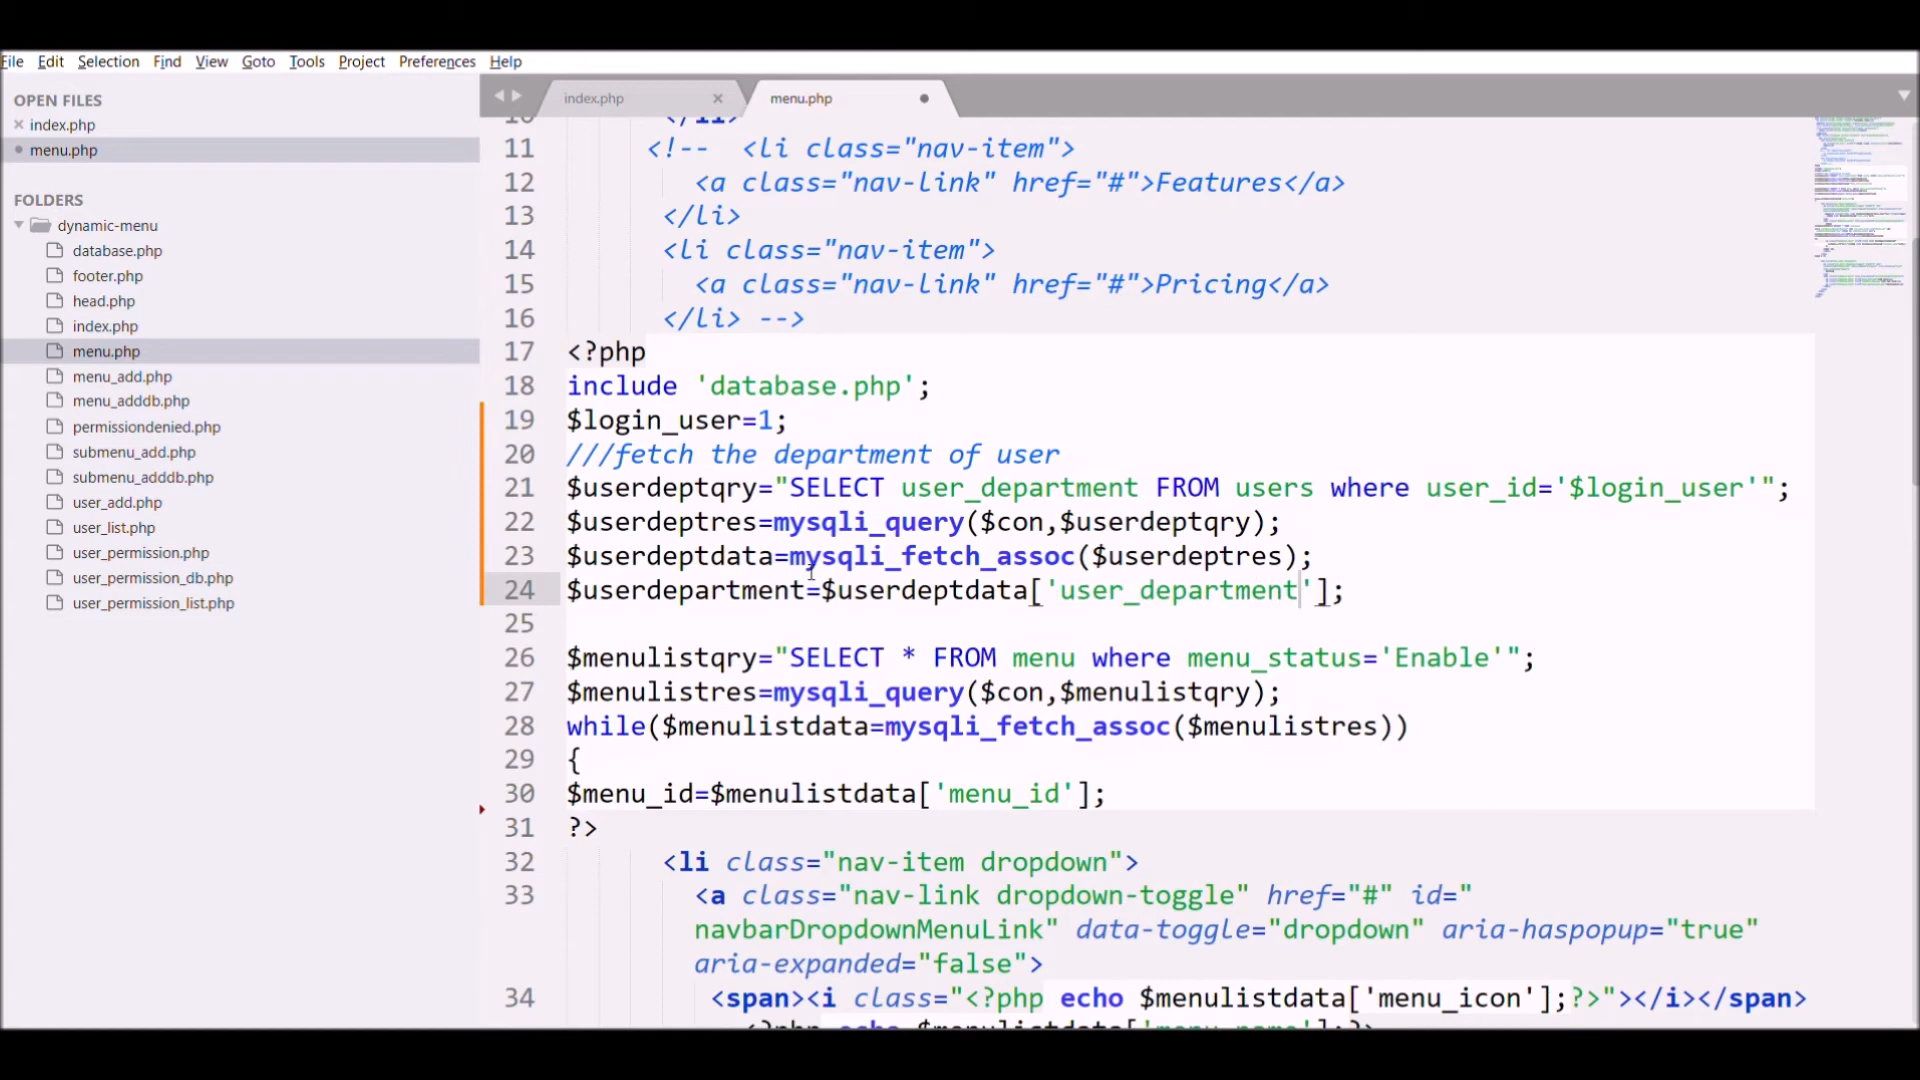 File Edit Selection Find View Goto Tools Project Preferences Help
OPEN FILES
index.php
menu.php
FOLDERS
dynamic-menu
database.php
footer.php
head.php
index.php
menu.php
menu_add.php
menu_adddb.php
permissiondenied.php
submenu_add.php
submenu_adddb.php
user_add.php
user_list.php
user_permission.php
user_permission_db.php
user_permission_list.php
index.php menu.php
10 </li>
11 <!-- <li class="nav-item">
12 <a class="nav-link" href="#">Features</a>
13 </li>
14 <li class="nav-item">
15 <a class="nav-link" href="#">Pricing</a>
16 </li> -->
17 <?php
18 include 'database.php';
19 $login_user=1;
20 ///fetch the department of user
21 $userdeptqry="SELECT user_department FROM users where user_id='$login_user'";
22 $userdeptres=mysqli_query($con,$userdeptqry);
23 $userdeptdata=mysqli_fetch_assoc($userdeptres);
24 $userdepartment=$userdeptdata['user_department'];
25
26 $menulistqry="SELECT * FROM menu where menu_status='Enable'";
27 $menulistres=mysqli_query($con,$menulistqry);
28 while($menulistdata=mysqli_fetch_assoc($menulistres))
29 {
30 $menu_id=$menulistdata['menu_id'];
31 ?>
32 <li class="nav-item dropdown">
33 <a class="nav-link dropdown-toggle" href="#" id="
navbarDropdownMenuLink" data-toggle="dropdown" aria-haspopup="true"
aria-expanded="false">
34 <span><i class="<?php echo $menulistdata['menu_icon'];?>"></i></span>
<?php echo $menulistdata['menu_name'];?>